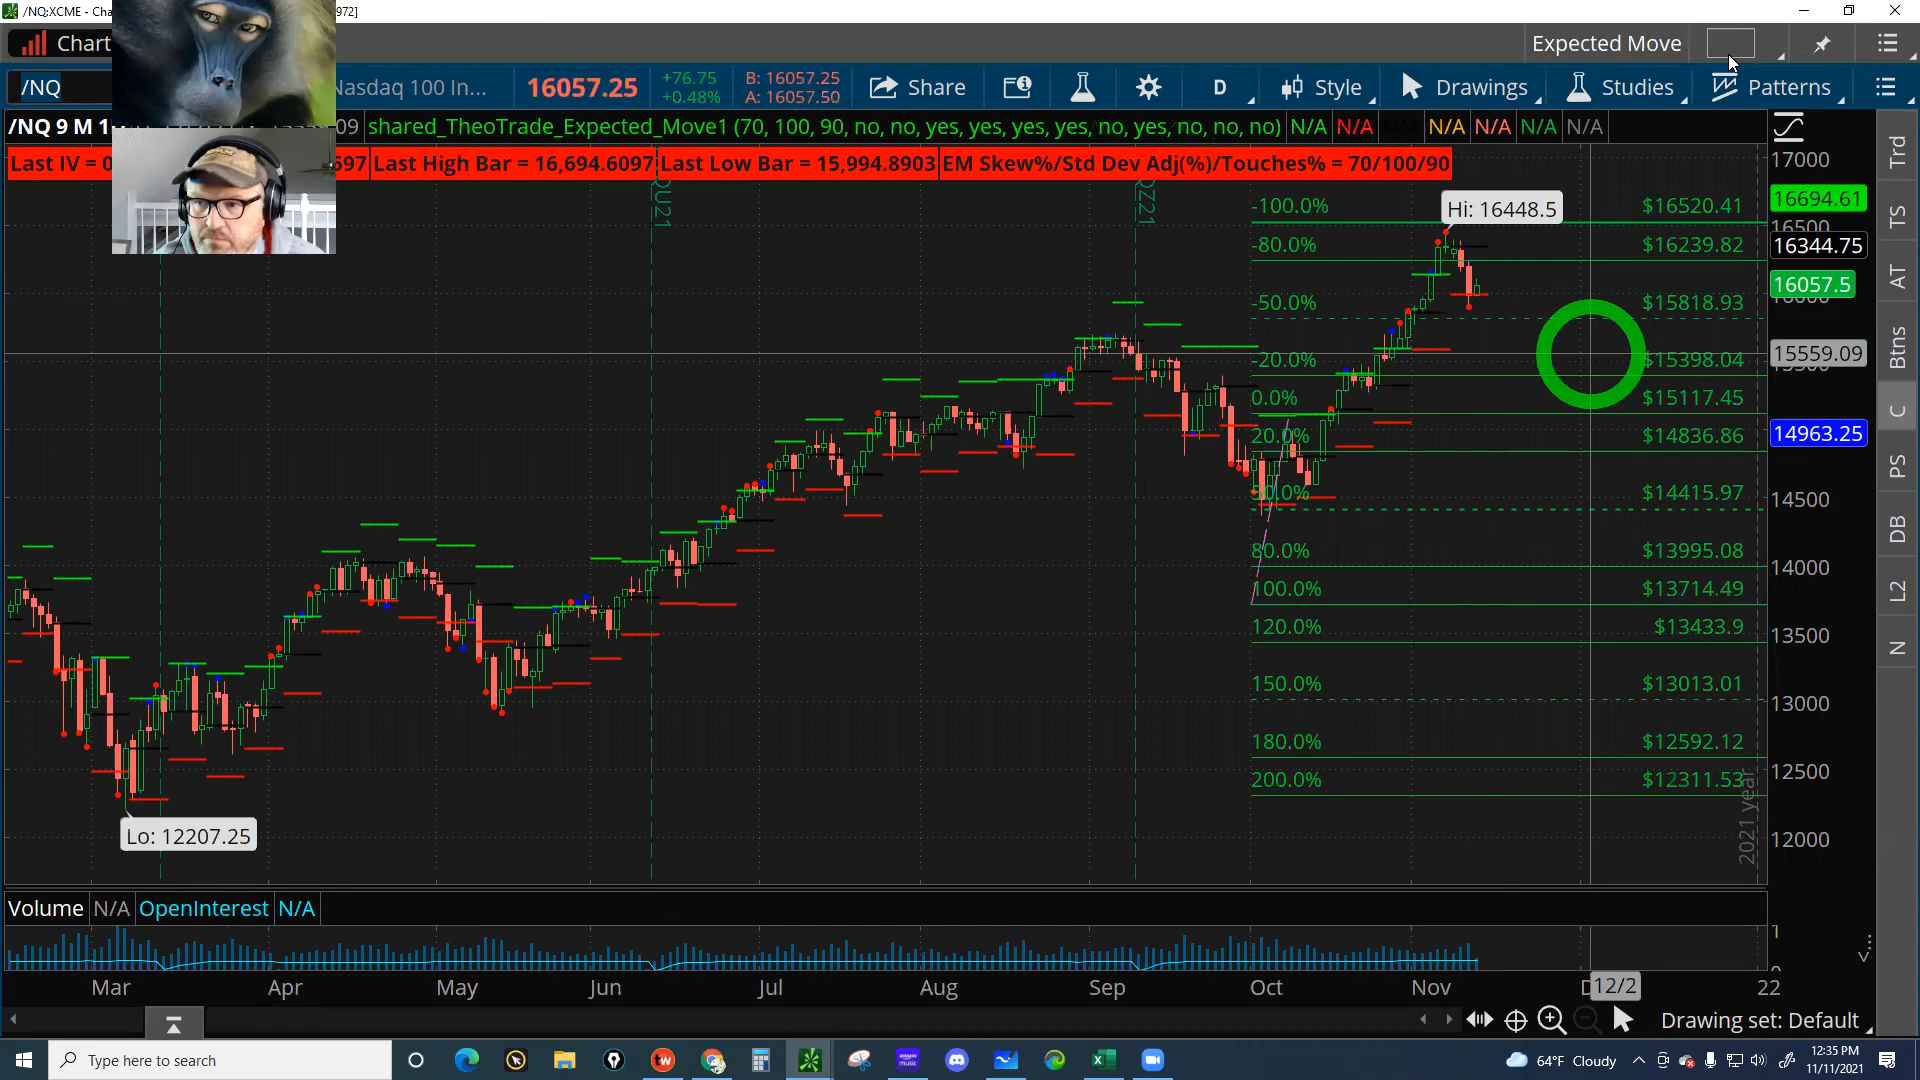 /NQ:XCME - Cha 972]
Chart Expected Move
/NQ Nasdaq 100 In... 16057.25 +76.75 +0.48% B: 16057.25 A: 16057.50 Share D Style Drawings Studies Patterns
/NQ 9 M 1 09 shared_TheoTrade_Expected_Move1 (70, 100, 90, no, no, yes, yes, yes, yes, no, yes, no, no, no) N/A N/A N/A N/A N/A N/A N/A
Last IV = 0 597 Last High Bar = 16,694.6097 Last Low Bar = 15,994.8903 EM Skew%/Std Dev Adj(%)/Touches% = 70/100/90
-100.0% Hi: 16448.5 $16520.41
-80.0% $16239.82
-50.0% $15818.93
-20.0% $15398.04
0.0% $15117.45
20.0% $14836.86
50.0% $14415.97
80.0% $13995.08
100.0% $13714.49
120.0% $13433.9
150.0% $13013.01
180.0% $12592.12
200.0% $12311.53
Lo: 12207.25
2021 year
17000
16694.61
16500
16344.75
16057.5
16000
15559.09
14963.25
14500
14000
13500
13000
12500
12000
Trd
TS
AT
Btns
C
PS
DB
L2
N
Volume N/A OpenInterest N/A
1
0
Mar Apr May Jun Jul Aug Sep Oct Nov D 12/2 22
Drawing set: Default
Type here to search
64°F Cloudy
12:35 PM
11/11/2021